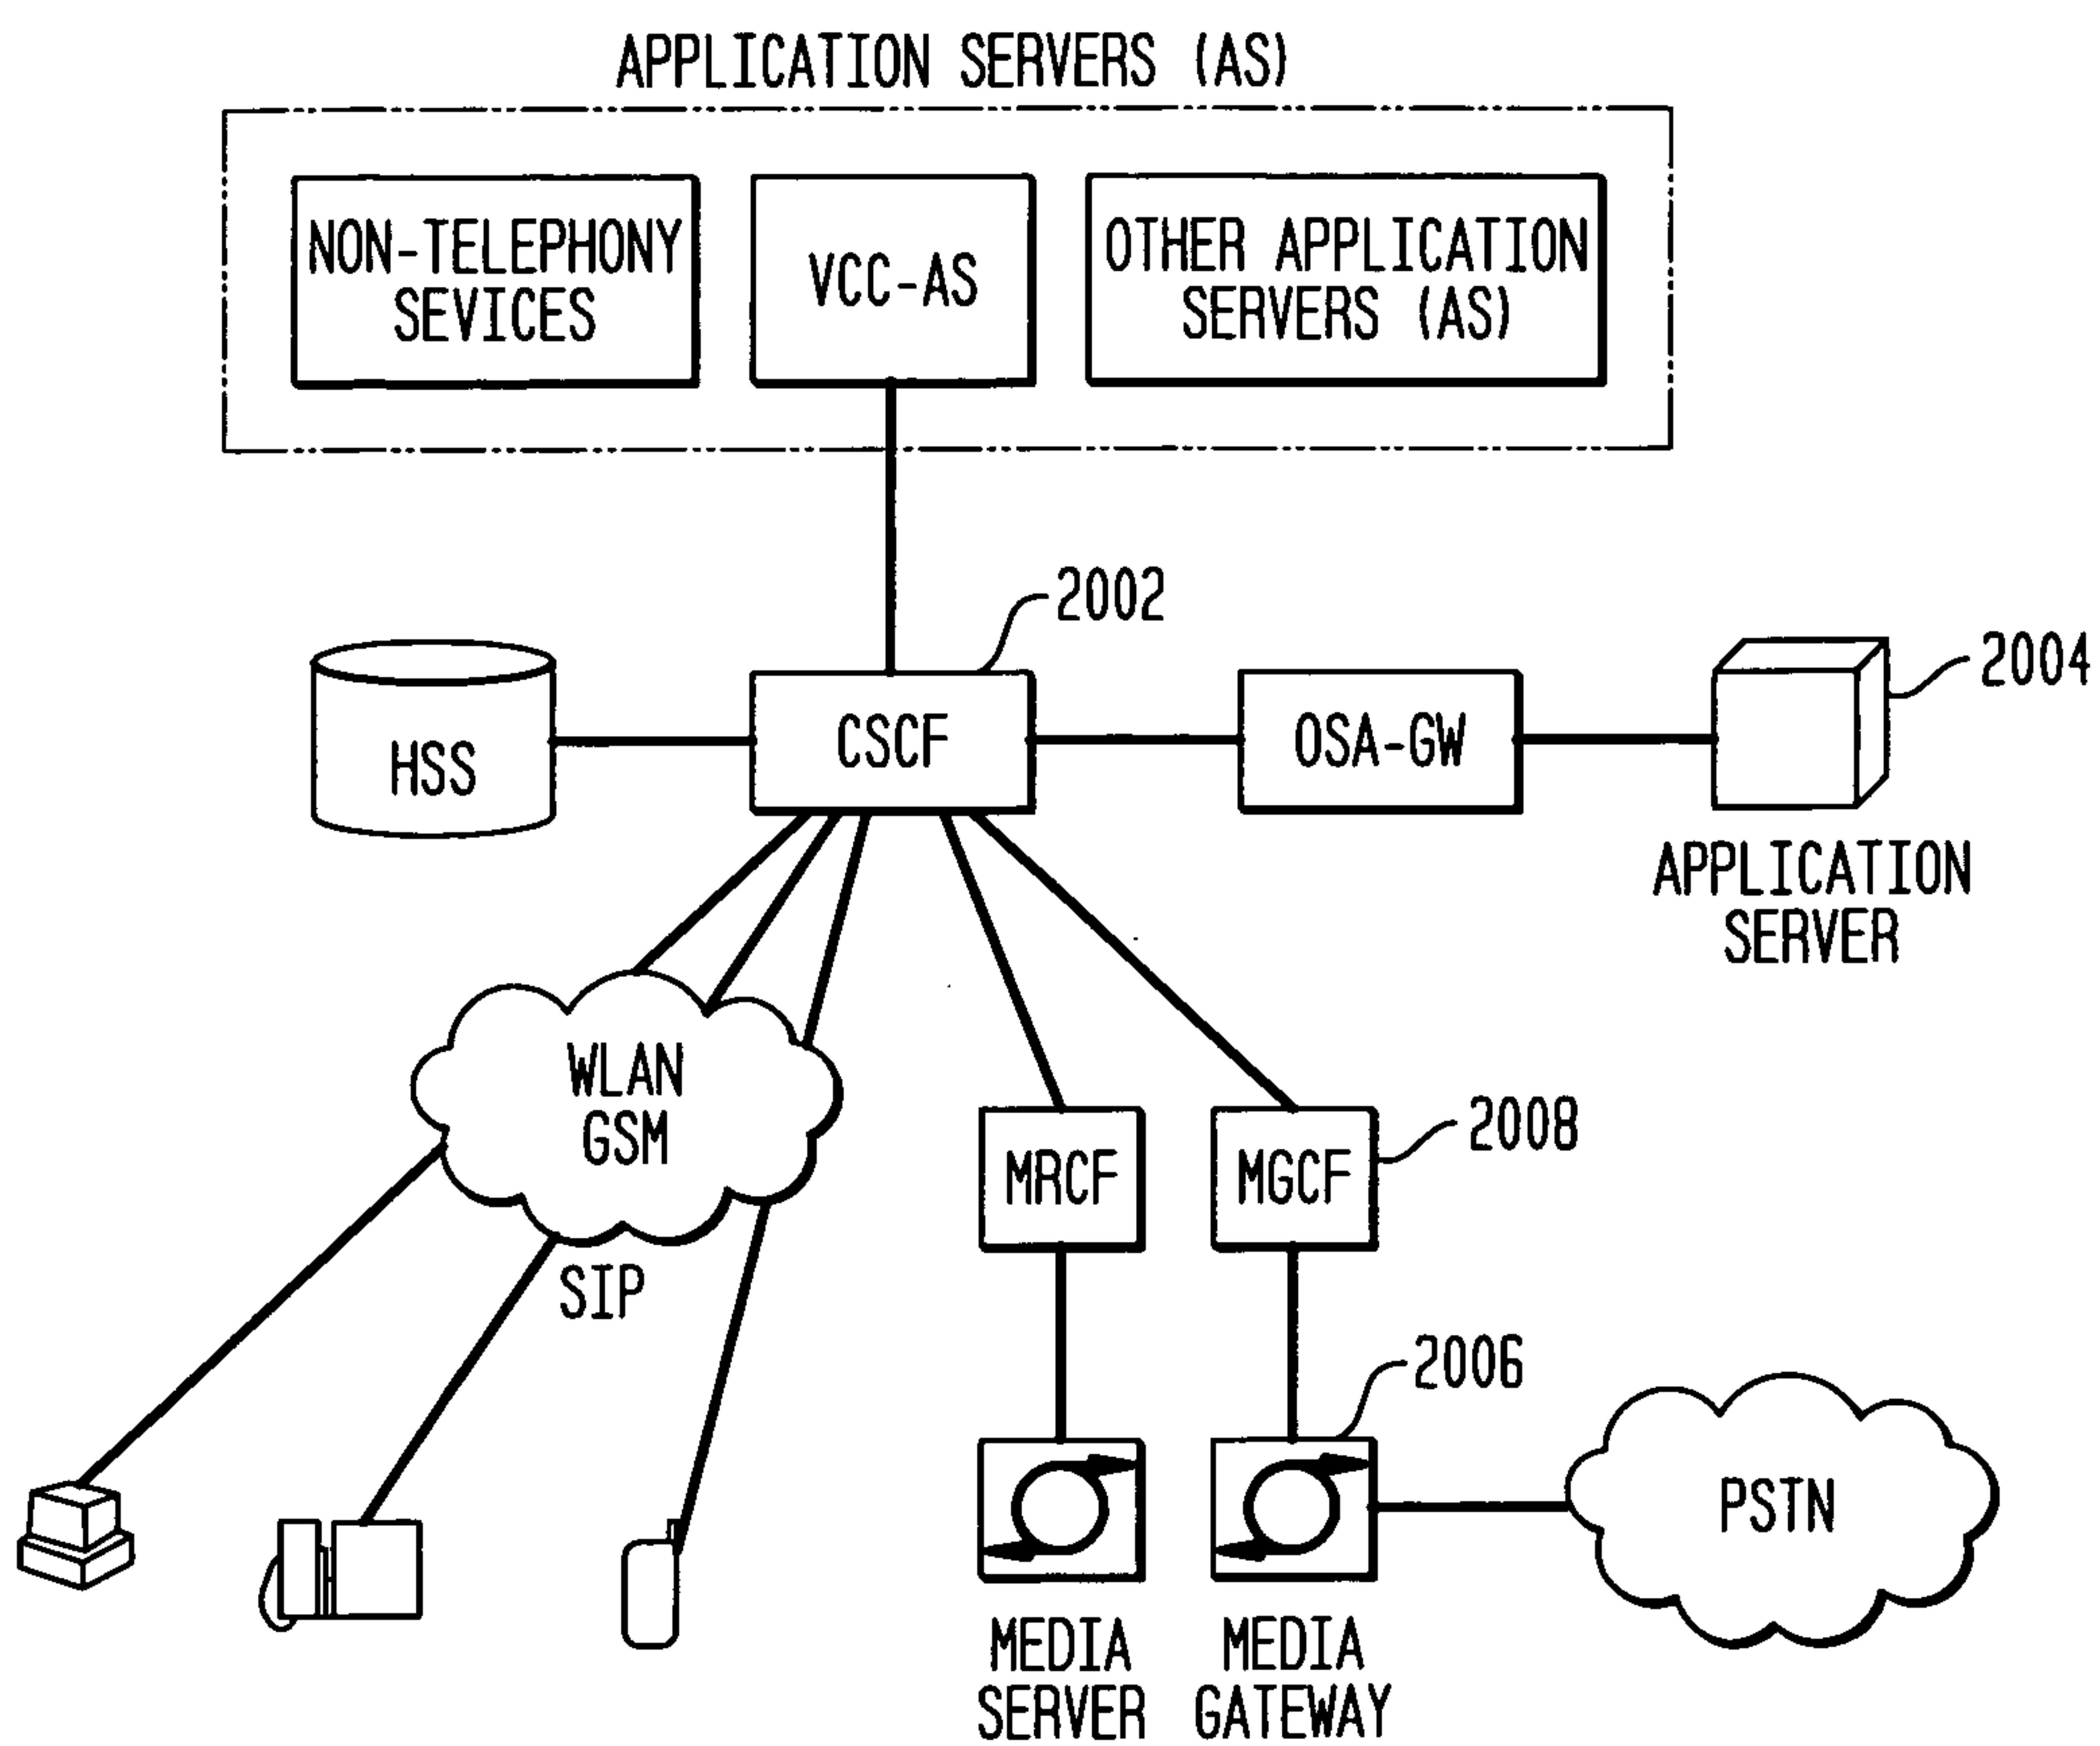 APPLICATION SERVERS (AS)
NON-TELEPHONY
SEVICES
VCC-AS
OTHER APPLICATION
SERVERS (AS)
2002
2004
HSS
CSCF
OSA-GW
APPLICATION
SERVER
WLAN
GSM
SIP
MRCF
MGCF
2008
2006
PSTN
MEDIA
SERVER
MEDIA
GATEWAY